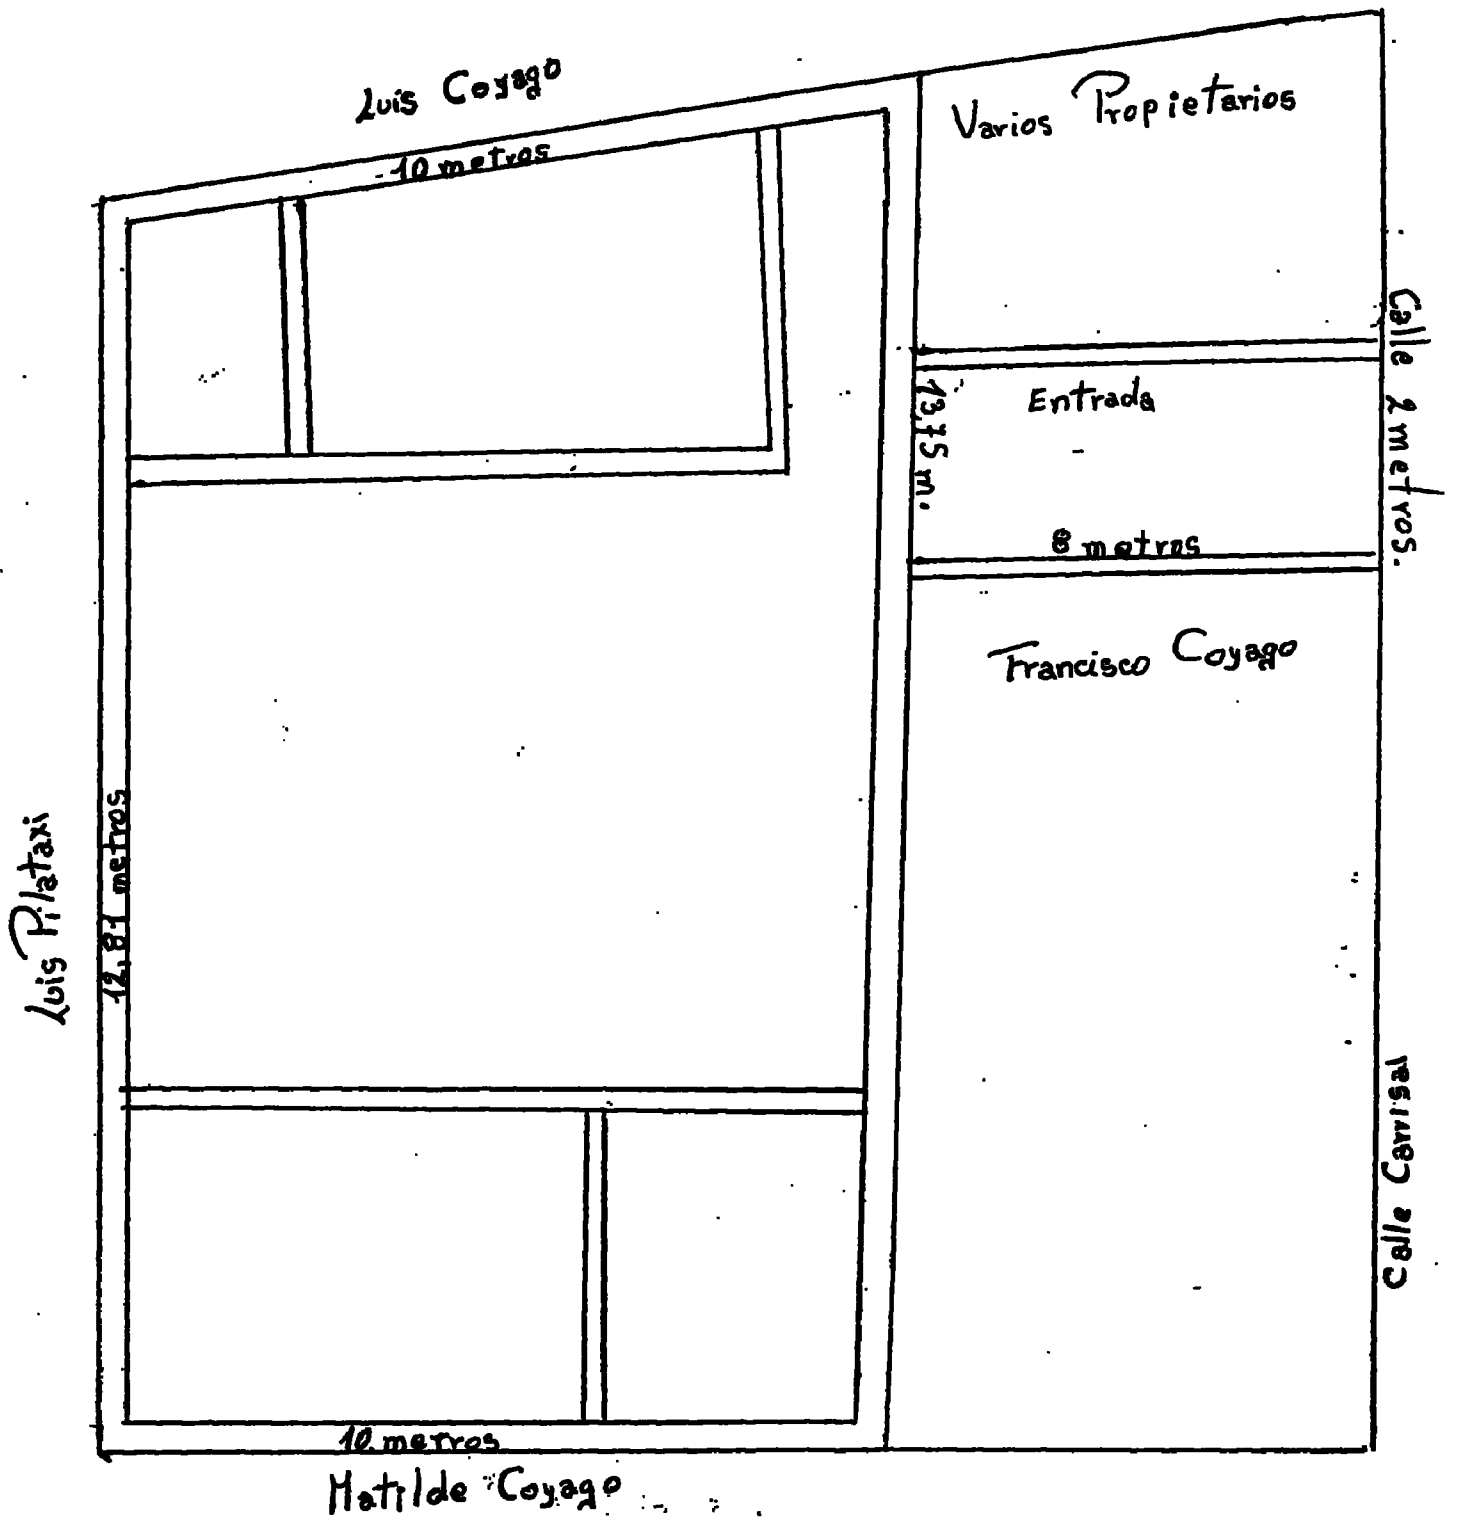 Luis Coyago
10 metros
Varios Propietarios
Calle 2 metros.
Entrada
13,75 m.
8 metros
Francisco Coyago
Luis Pilataxi
12.81 metros
Calle Carrisal
10 metros
Matilde Coyago